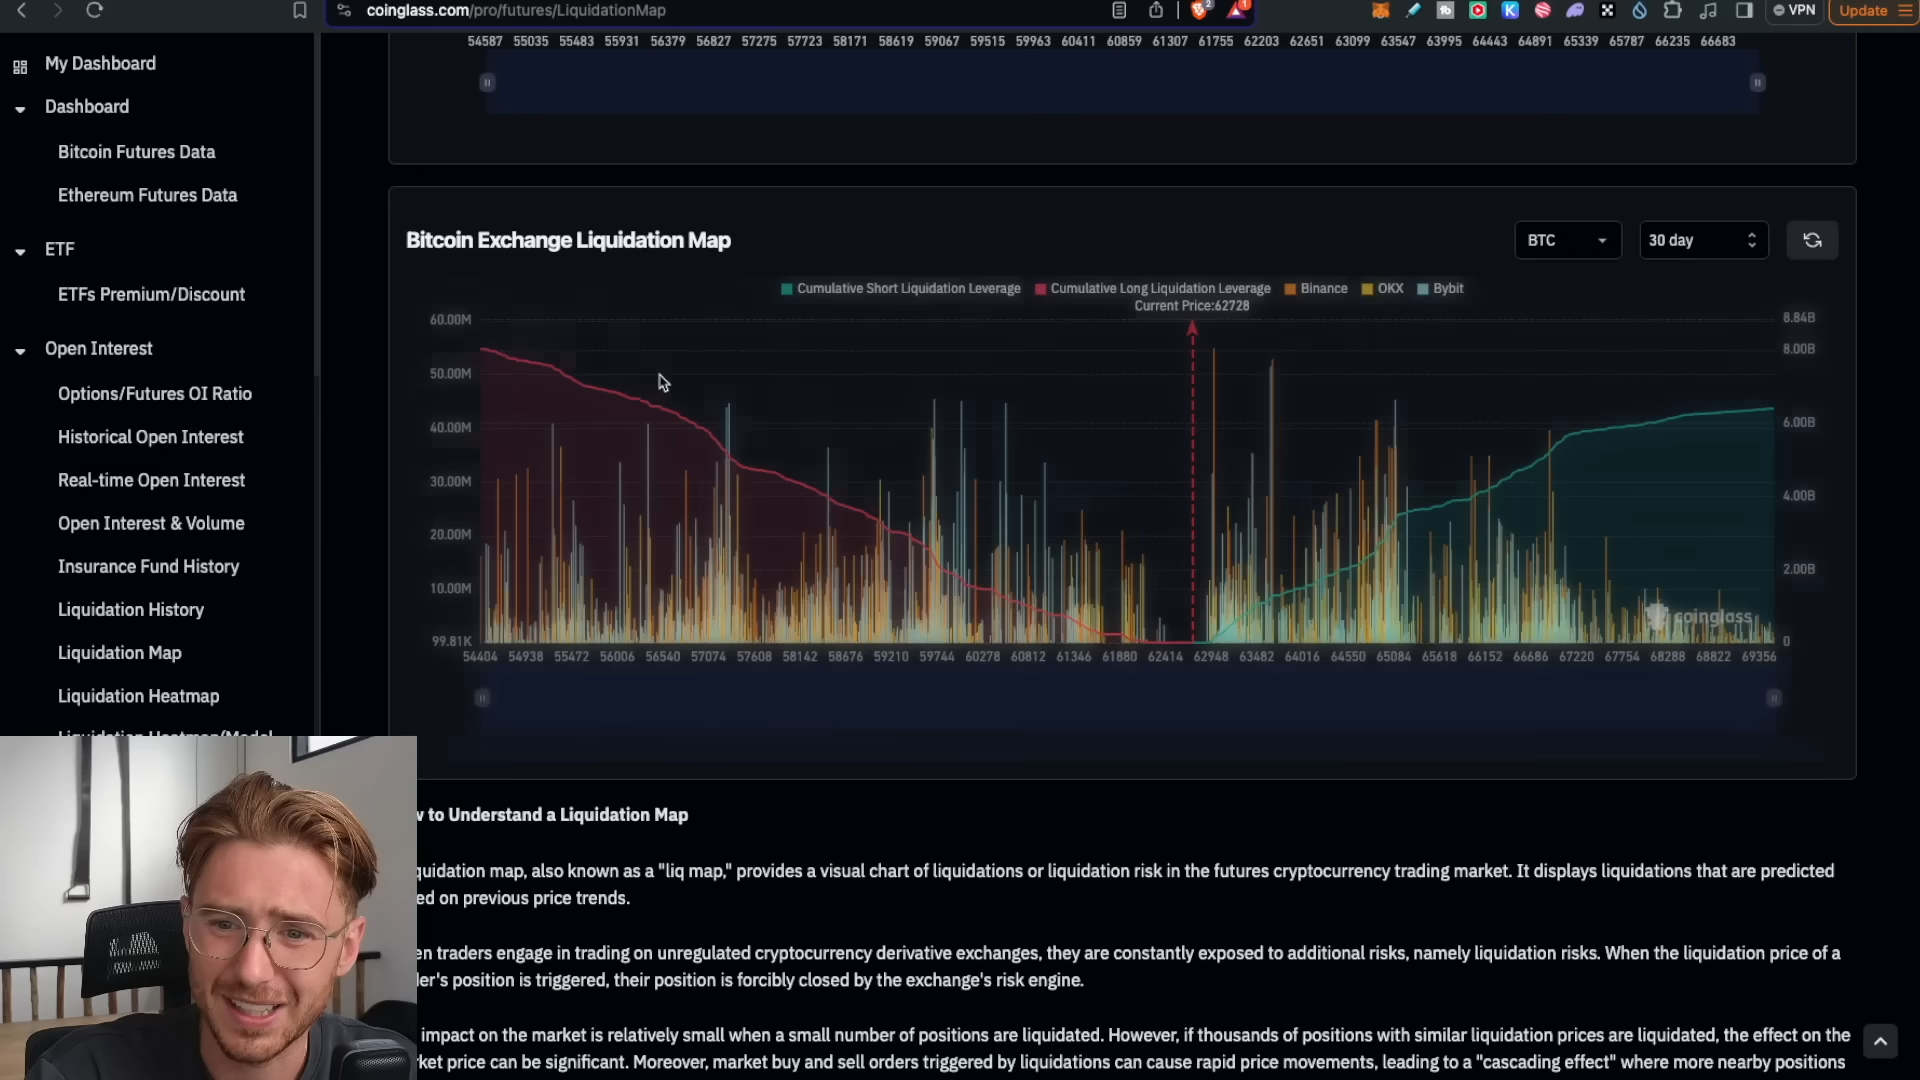 coinglass.com/pro/futures/LiquidationMap
VPN
Update
My Dashboard
Dashboard
Bitcoin Futures Data
Ethereum Futures Data
ETF
ETFs Premium/Discount
Open Interest
Options/Futures OI Ratio
Historical Open Interest
Real-time Open Interest
Open Interest & Volume
Insurance Fund History
Liquidation History
Liquidation Map
Liquidation Heatmap
54587 55035 55483 55931 56379 56827 57275 57723 58171 58619 59067 59515 59963 60411 60859 61307 61755 62203 62651 63099 63547 63995 64443 64891 65339 65787 66235 66683
Bitcoin Exchange Liquidation Map
BTC
30 day
Cumulative Short Liquidation Leverage Cumulative Long Liquidation Leverage Binance OKX Bybit
Current Price:62728
60.00M
50.00M
40.00M
30.00M
20.00M
10.00M
99.81K
8.84B
8.00B
6.00B
4.00B
2.00B
0
coinglass
54404 54938 55472 56006 56540 57074 57608 58142 58676 59210 59744 60278 60812 61346 61880 62414 62948 63482 64016 64550 65084 65618 66152 66686 67220 67754 68288 68822 69356
to Understand a Liquidation Map
quidation map, also known as a "liq map," provides a visual chart of liquidations or liquidation risk in the futures cryptocurrency trading market. It displays liquidations that are predicted
ed on previous price trends.
en traders engage in trading on unregulated cryptocurrency derivative exchanges, they are constantly exposed to additional risks, namely liquidation risks. When the liquidation price of a
er's position is triggered, their position is forcibly closed by the exchange's risk engine.
impact on the market is relatively small when a small number of positions are liquidated. However, if thousands of positions with similar liquidation prices are liquidated, the effect on the
ket price can be significant. Moreover, market buy and sell orders triggered by liquidations can cause rapid price movements, leading to a "cascading effect" where more nearby positions